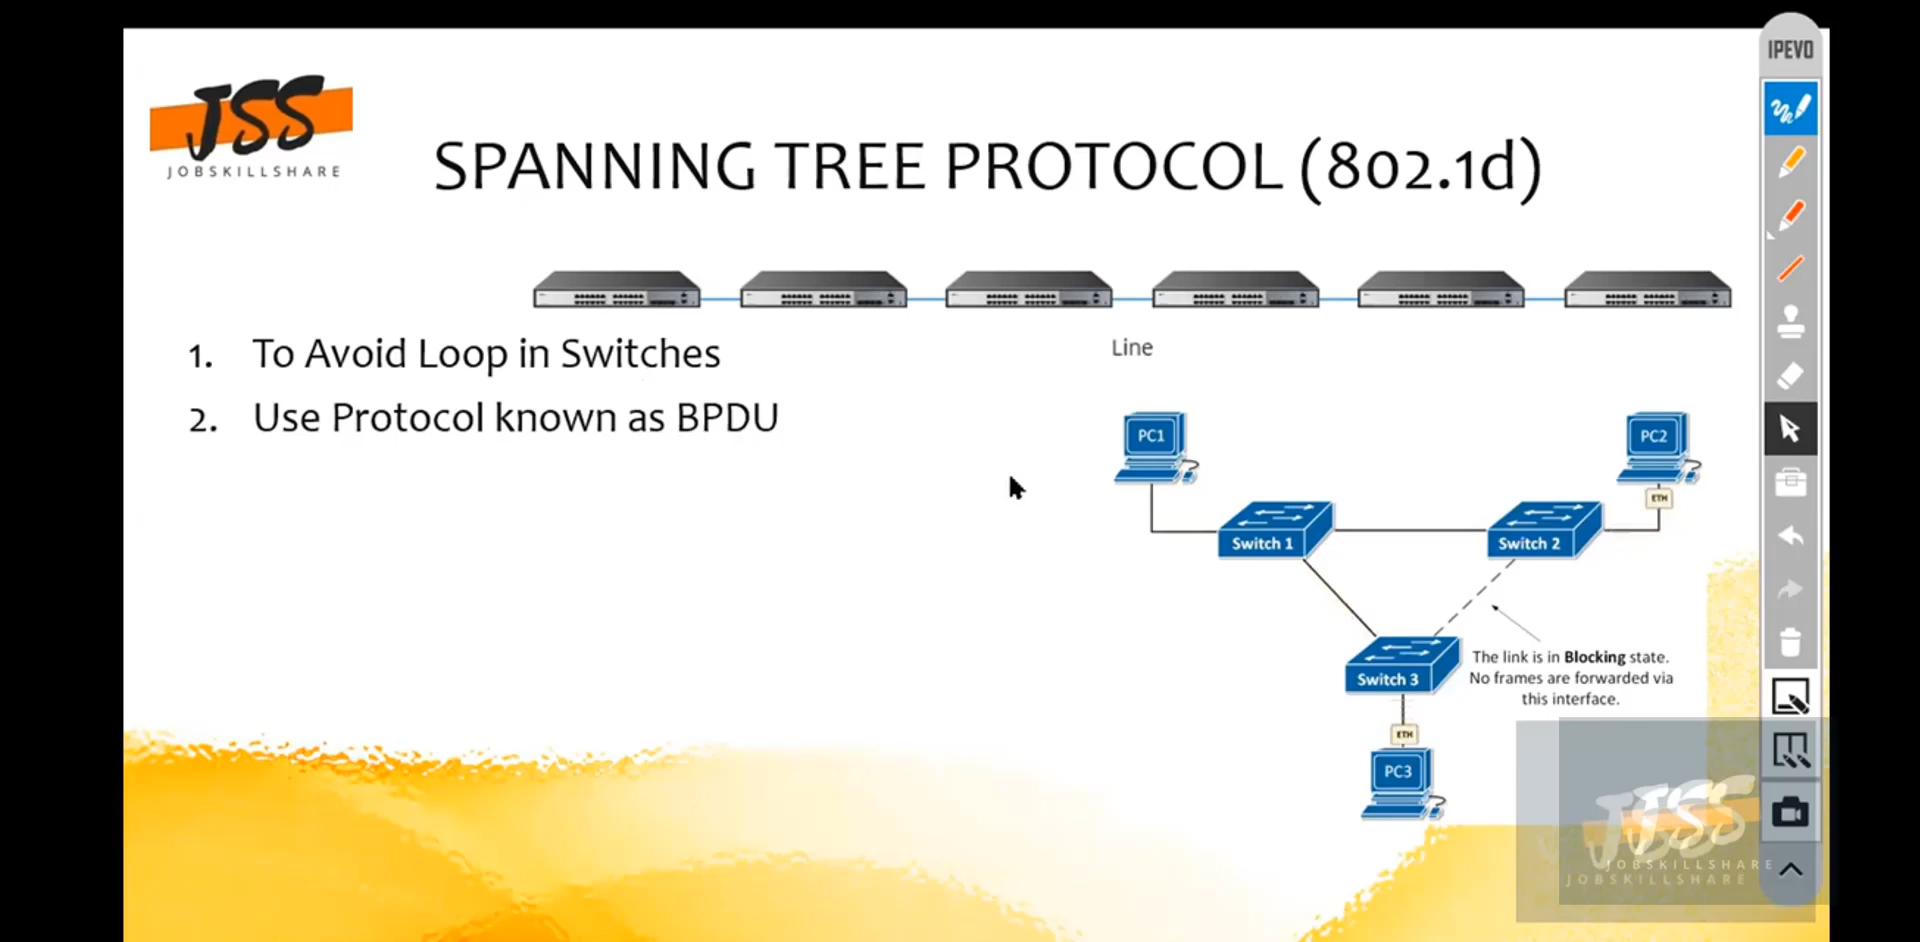 IPEVO
JSS
JOBSKILLSHARE
SPANNING TREE PROTOCOL (802.1d)
1. To Avoid Loop in Switches
2. Use Protocol known as BPDU
Line
PC1
PC2
ETH
Switch 1
Switch 2
The link is in Blocking state.
No frames are forwarded via
this interface.
Switch 3
ETH
PC3
JSS
JSS
JOBSKILLSHARE
JOBSKILLSHARE